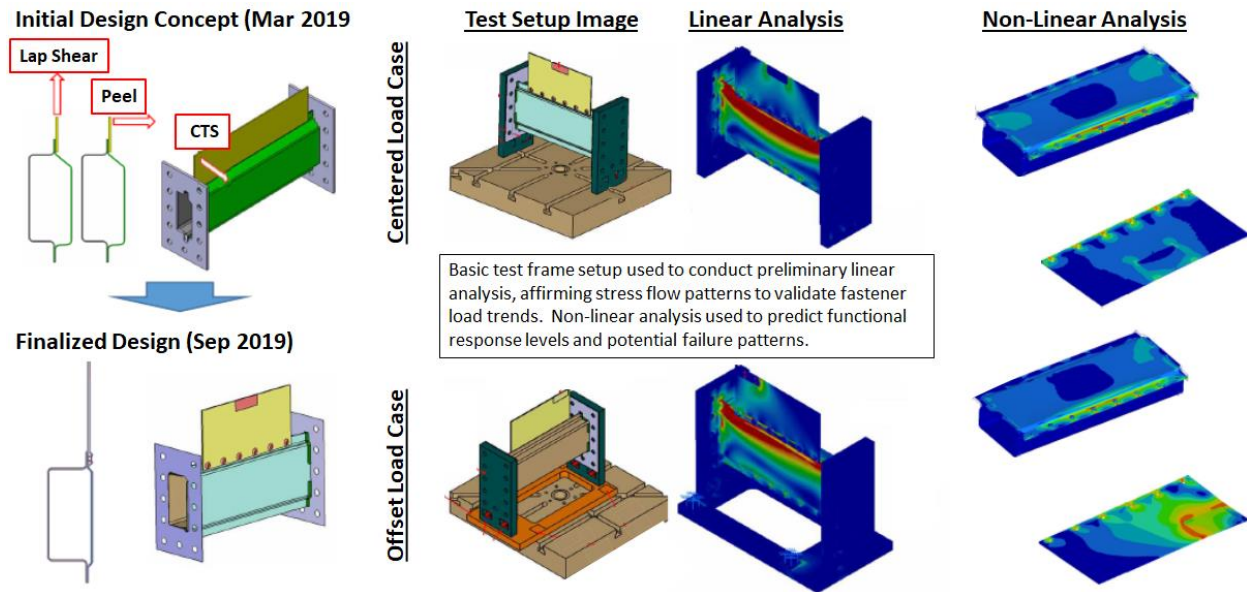 Initial Design Concept (Mar 2019
Lap Shear
Peel
CTS
Finalized Design (Sep 2019)
Test Setup Image
Linear Analysis
Non-Linear Analysis
Centered Load Case
Basic test frame setup used to conduct preliminary linear
analysis, affirming stress flow patterns to validate fastener
load trends.  Non-linear analysis used to predict functional
response levels and potential failure patterns.
Offset Load Case